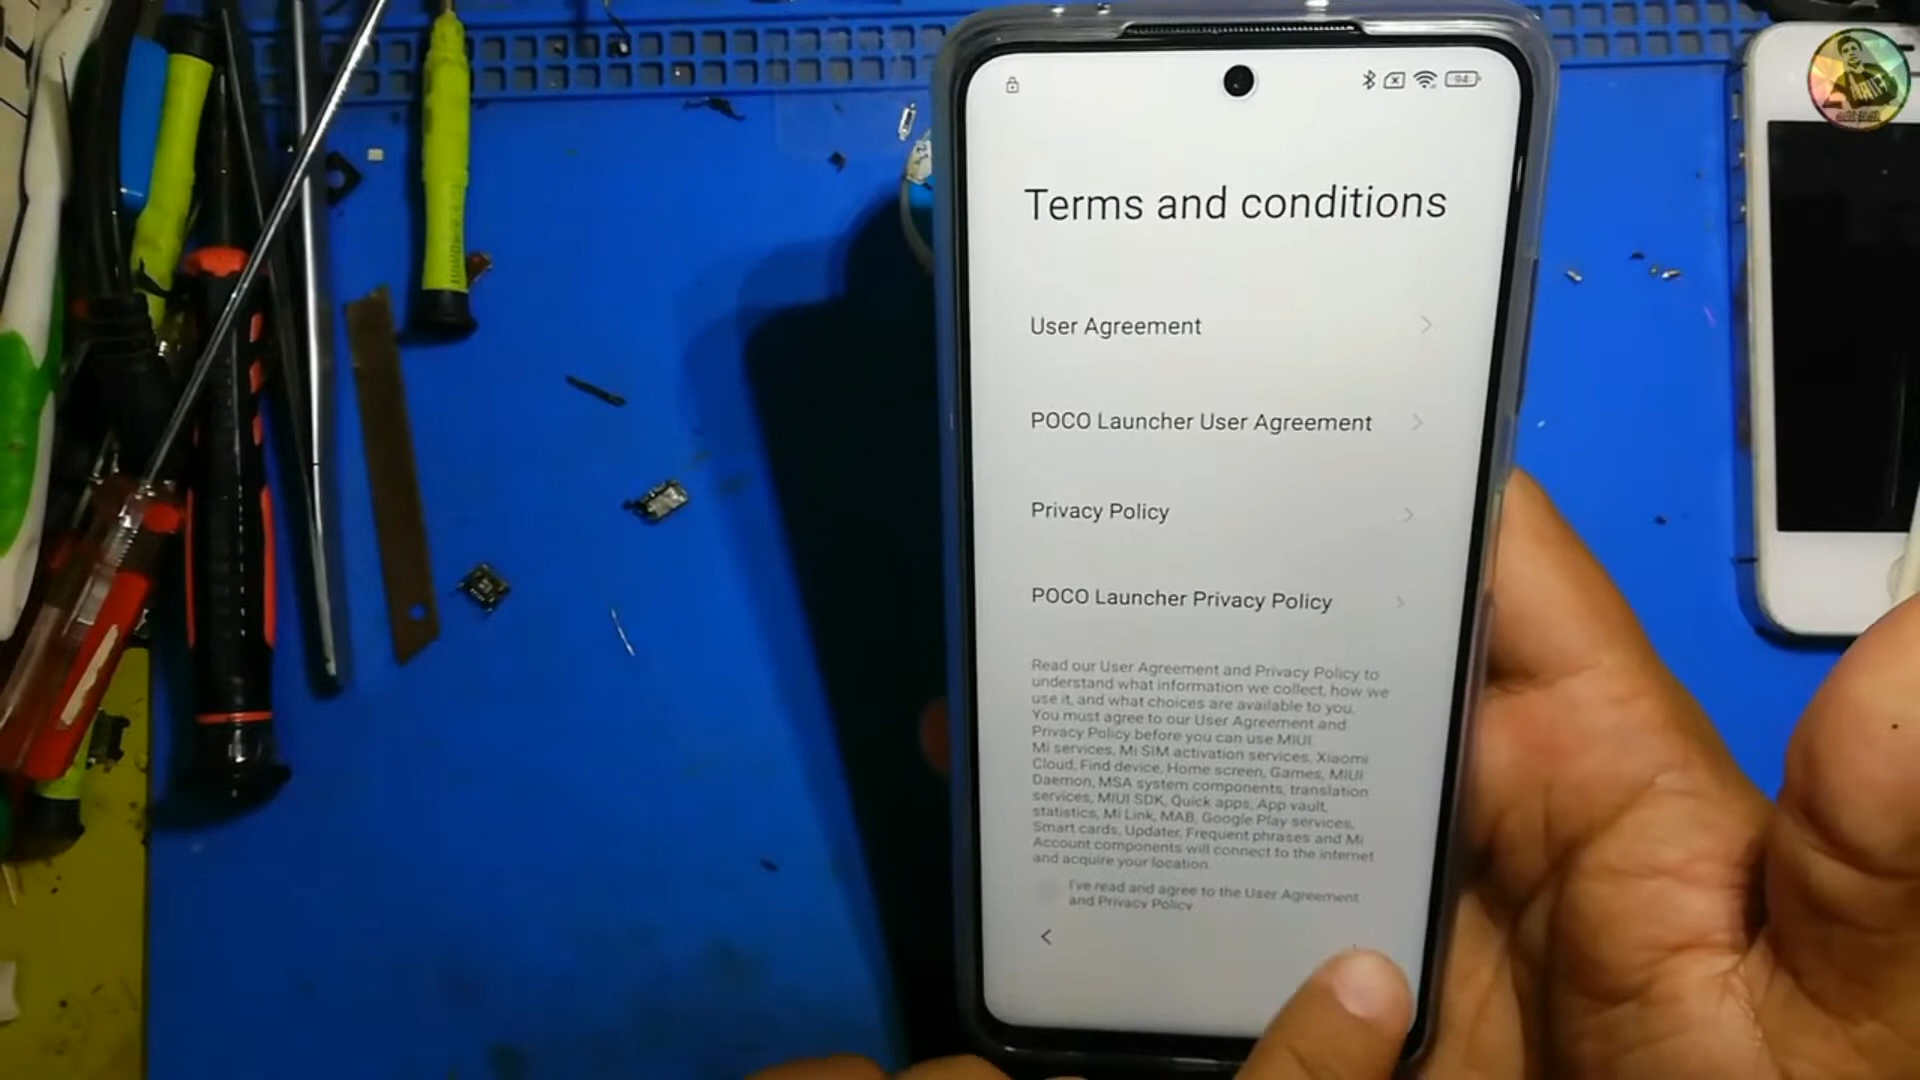 Terms and conditions
User Agreement
POCO Launcher User Agreement
Privacy Policy
POCO Launcher Privacy Policy
Read our User Agreement and Privacy Policy to
understand what information we collect, how we
use it, and what choices are available to you.
You must agree to our User Agreement and
Privacy Policy before you can use MIUI.
Mi services, Mi SIM activation services, Xiaomi
Cloud, Find device, Home screen, Games, MIUI
Daemon, MSA system components, translation
services, MIUI SDK, Quick apps, App vault,
statistics, Mi Link, MAB, Google Play services,
Smart cards, Updater, Frequent phrases and Mi
Account components will connect to the internet
and acquire your location.
I've read and agree to the User Agreement
and Privacy Policy